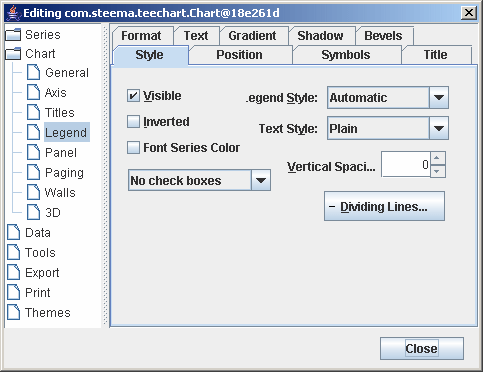 Editing com.steema.teechart.Chart@18e261d
Series
Chart
General
Axis
Titles
Legend
Panel
Paging
Walls
3D
Data
Tools
Export
Print
Themes
Format Text Gradient Shadow Bevels
Style Position Symbols Title
Visible
Inverted
Font Series Color
No check boxes
.egend Style: Automatic
Text Style: Plain
Vertical Spaci... 0
Dividing Lines...
Close